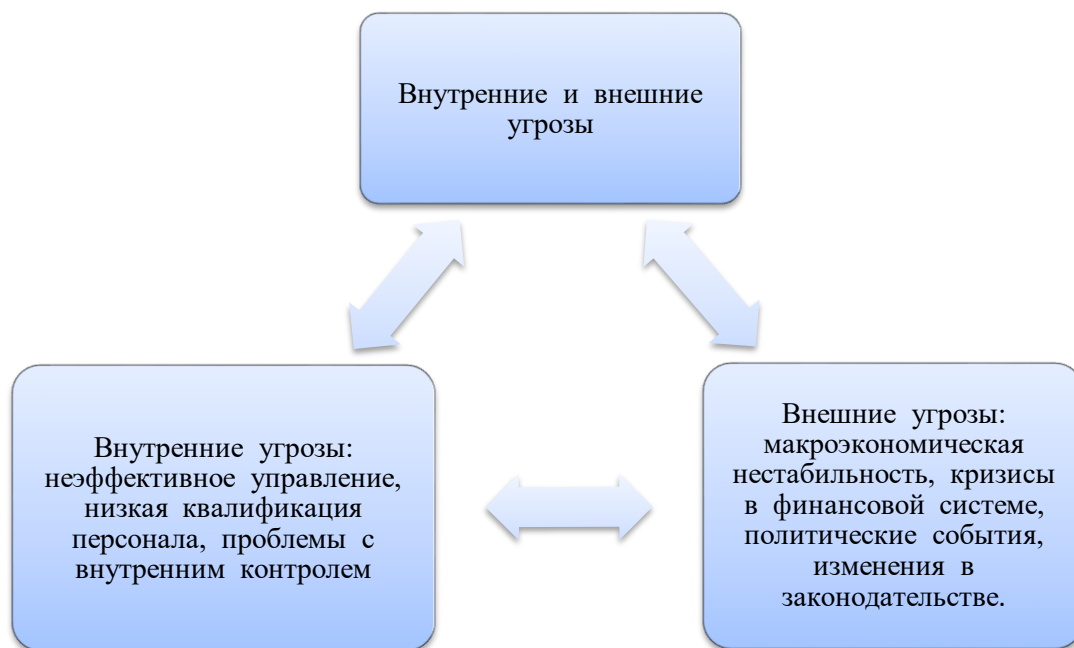 Внутренние и внешние
угрозы
Внутренние угрозы:
неэффективное управление,
низкая квалификация
персонала, проблемы с
внутренним контролем
Внешние угрозы:
макроэкономическая
нестабильность, кризисы
в финансовой системе,
политические события,
изменения в
законодательстве.